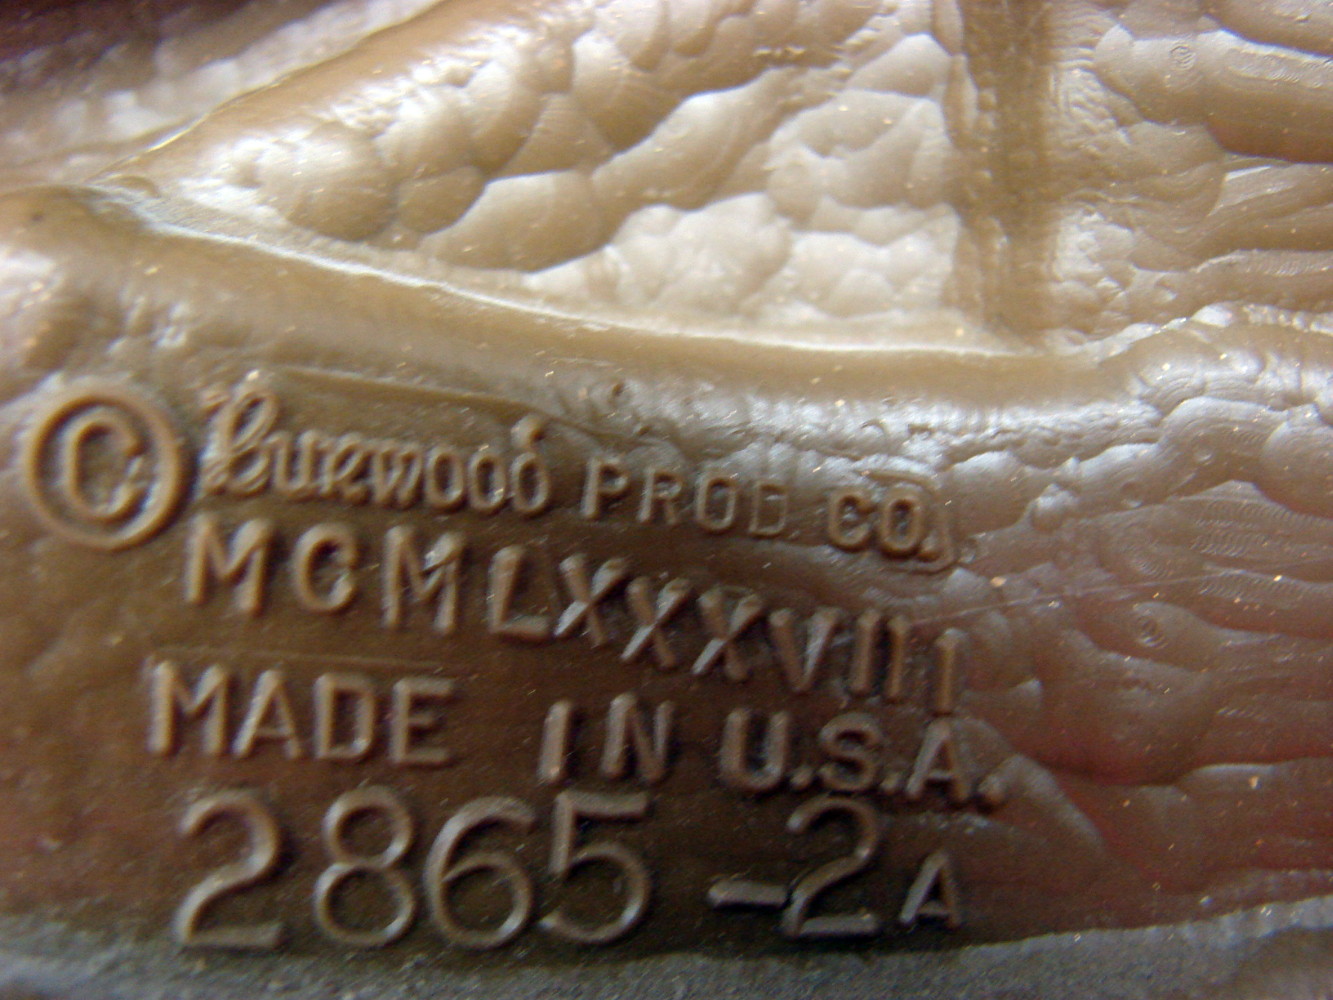 © Burwood PROD. CO.
MCMLXXXVIII
MADE IN U.S.A.
2865-2A